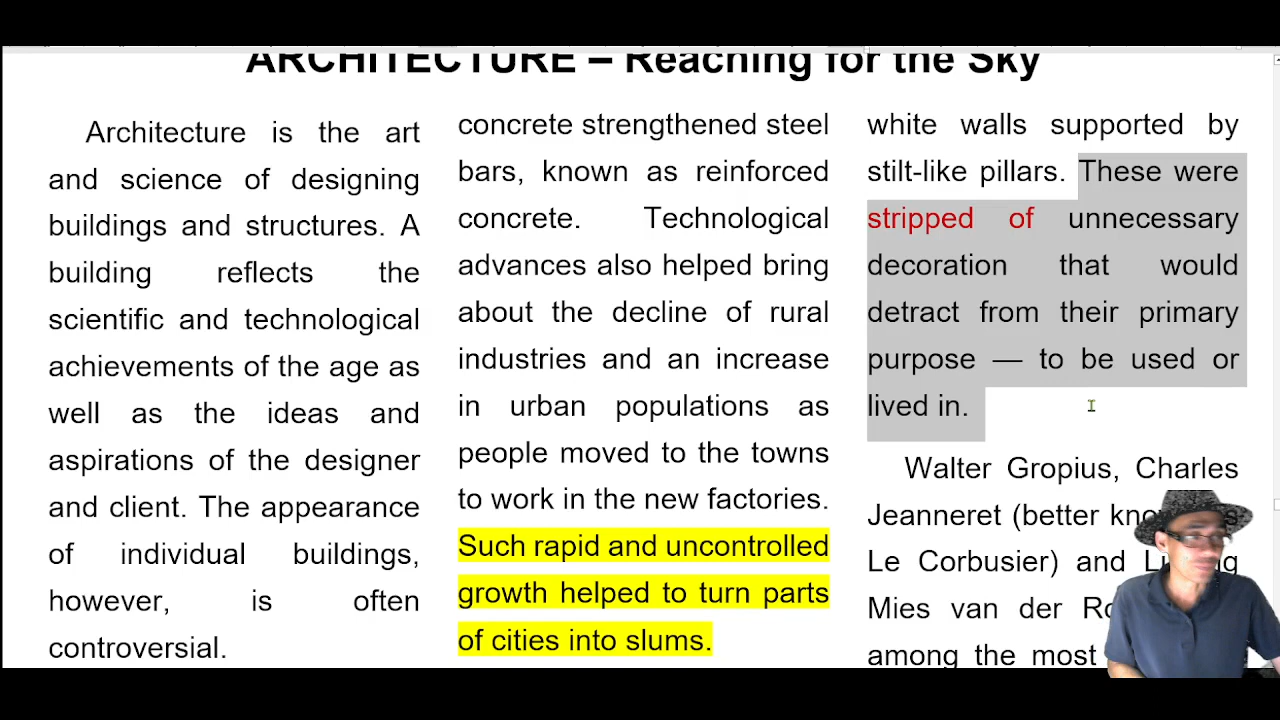 ARCHITECTURE – Reaching for the Sky
Architecture is the art
and science of designing
buildings and structures. A
building reflects the
scientific and technological
achievements of the age as
well as the ideas and
aspirations of the designer
and client. The appearance
of individual buildings,
however, is often
controversial.
concrete strengthened steel
bars, known as reinforced
concrete. Technological
advances also helped bring
about the decline of rural
industries and an increase
in urban populations as
people moved to the towns
to work in the new factories.
Such rapid and uncontrolled
growth helped to turn parts
of cities into slums.
white walls supported by
stilt-like pillars. These were
stripped of unnecessary
decoration that would
detract from their primary
purpose — to be used or
lived in.
Walter Gropius, Charles
Jeanneret (better
Le Corbusier) and
Mies van der
among the most